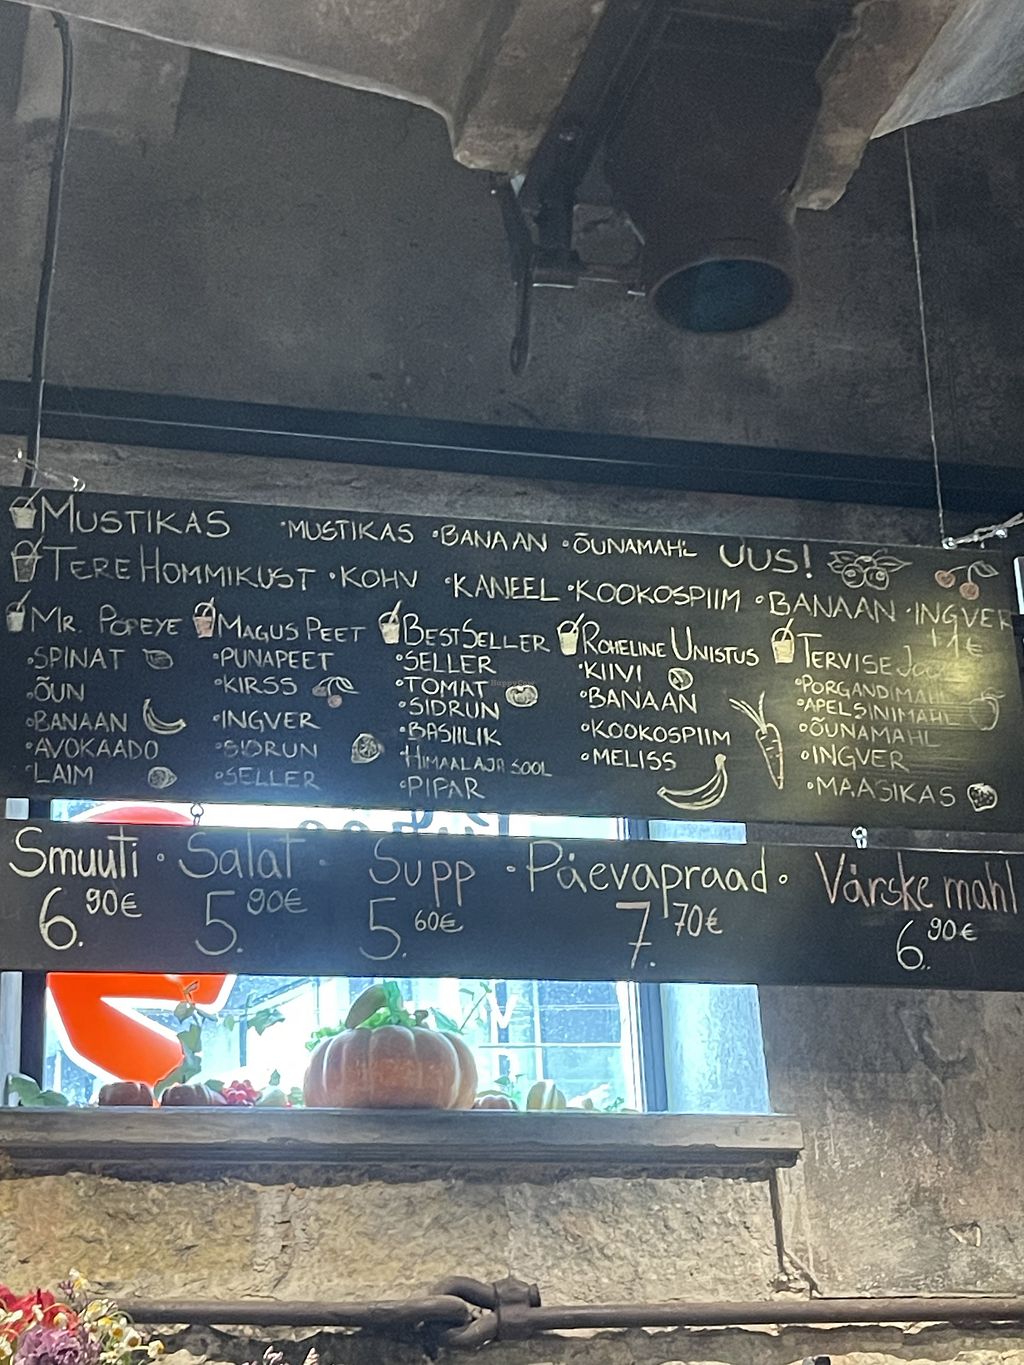 MUSTIKAS •MUSTIKAS •BANAAN •ÕUNAMAHL UUS!
TERE HOMMIKUST •KOHV •KANEEL •KOOKOSPIIM •BANAAN •INGVER
+1€
MR. POPEYE
•SPINAT
•ÕUN
•BANAAN
•AVOKAADO
•LAIM
MAGUS PEET
•PUNAPEET
•KIRSS
•INGVER
•SIDRUN
•SELLER
BESTSELLER
•SELLER
•TOMAT
•SIDRUN
•BASIILIK
•HIMAALAJA SOOL
•PIPAR
ROHELINE UNISTUS
•KIIVI
•BANAAN
•KOOKOSPIIM
•MELISS
TERVISE
•PORGANDIMAHL
•APELSINIMAHL
•ÕUNAMAHL
•INGVER
•MAASIKAS
Smuuti • Salat • Supp • Päevapraad • Värske mahl
6.90€ 5.90€ 5.60€ 7.70€ 6.90€